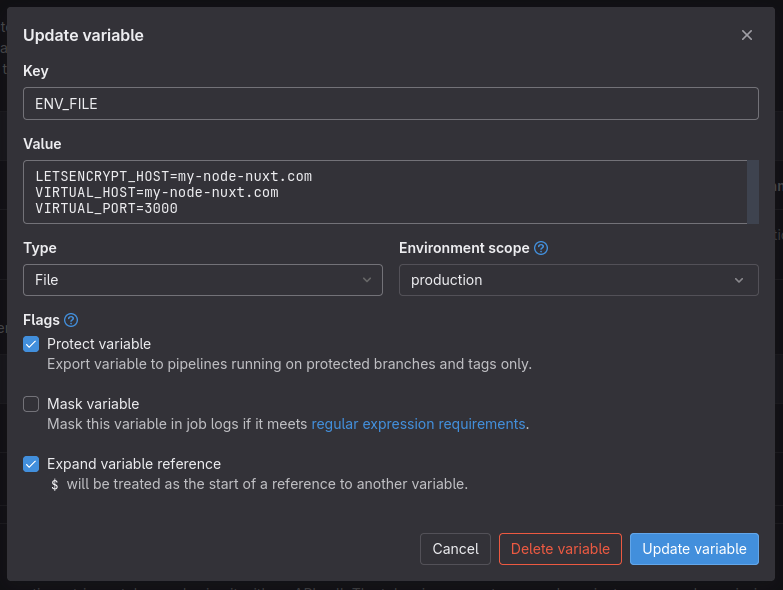 Update variable
Key
ENV_FILE
Value
LETSENCRYPT_HOST=my-node-nuxt.com
VIRTUAL_HOST=my-node-nuxt.com
VIRTUAL_PORT=3000
Type
Environment scope
File
production
Flags
Protect variable
Export variable to pipelines running on protected branches and tags only.
Mask variable
Mask this variable in job logs if it meets regular expression requirements.
Expand variable reference
$ will be treated as the start of a reference to another variable.
Cancel
Delete variable
Update variable